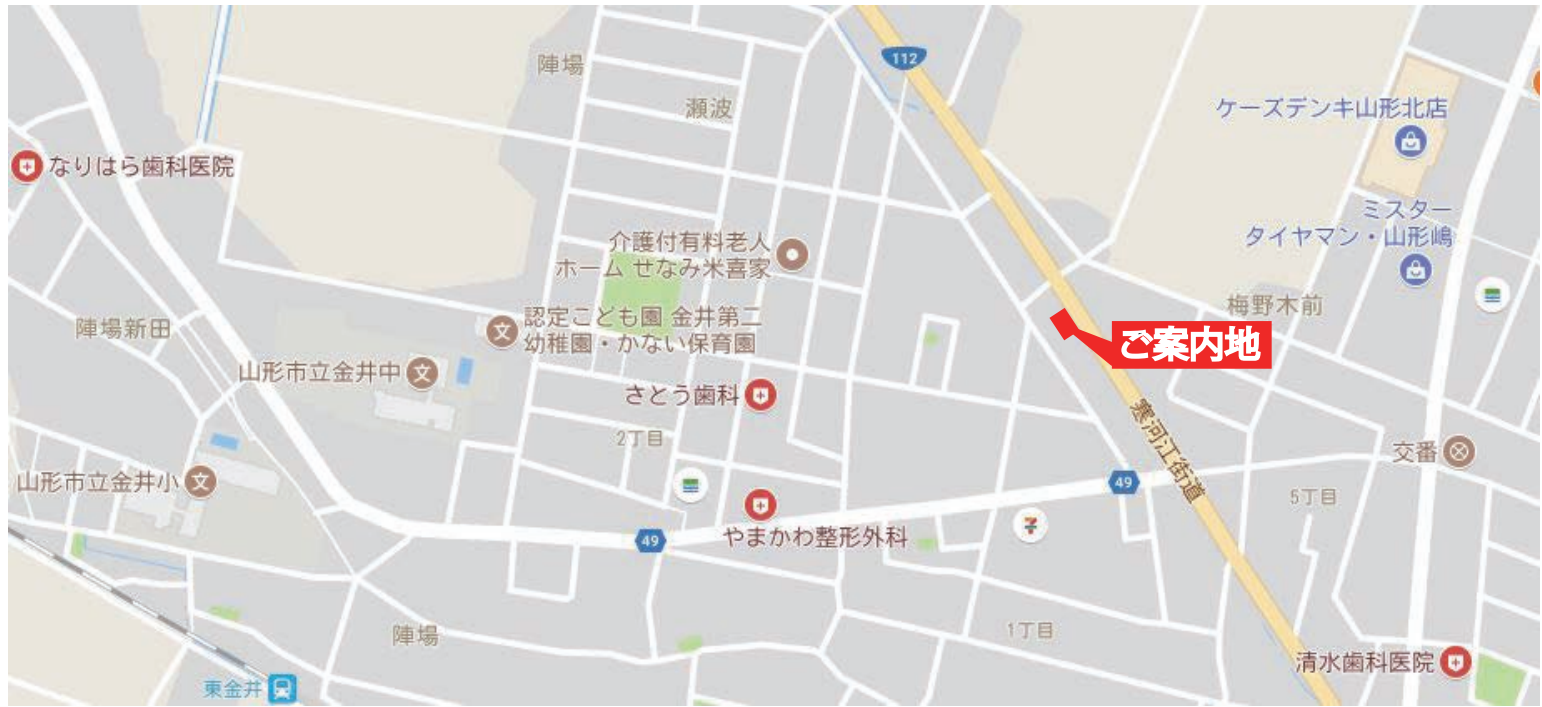 陣場
112
瀬波
ケーズデンキ山形北店
なりはら歯科医院
ミスター
タイヤマン・山形嶋
介護付有料老人
ホーム せなみ米喜家
梅野木前
認定こども園 金井第二
幼稚園・かない保育園
陣場新田
ご案内地
山形市立金井中
文
文
さとう歯科
寒河江街道
2丁目
交番
山形市立金井小
文
49
5丁目
7
49
やまかわ整形外科
陣場
1丁目
清水歯科医院
東金井